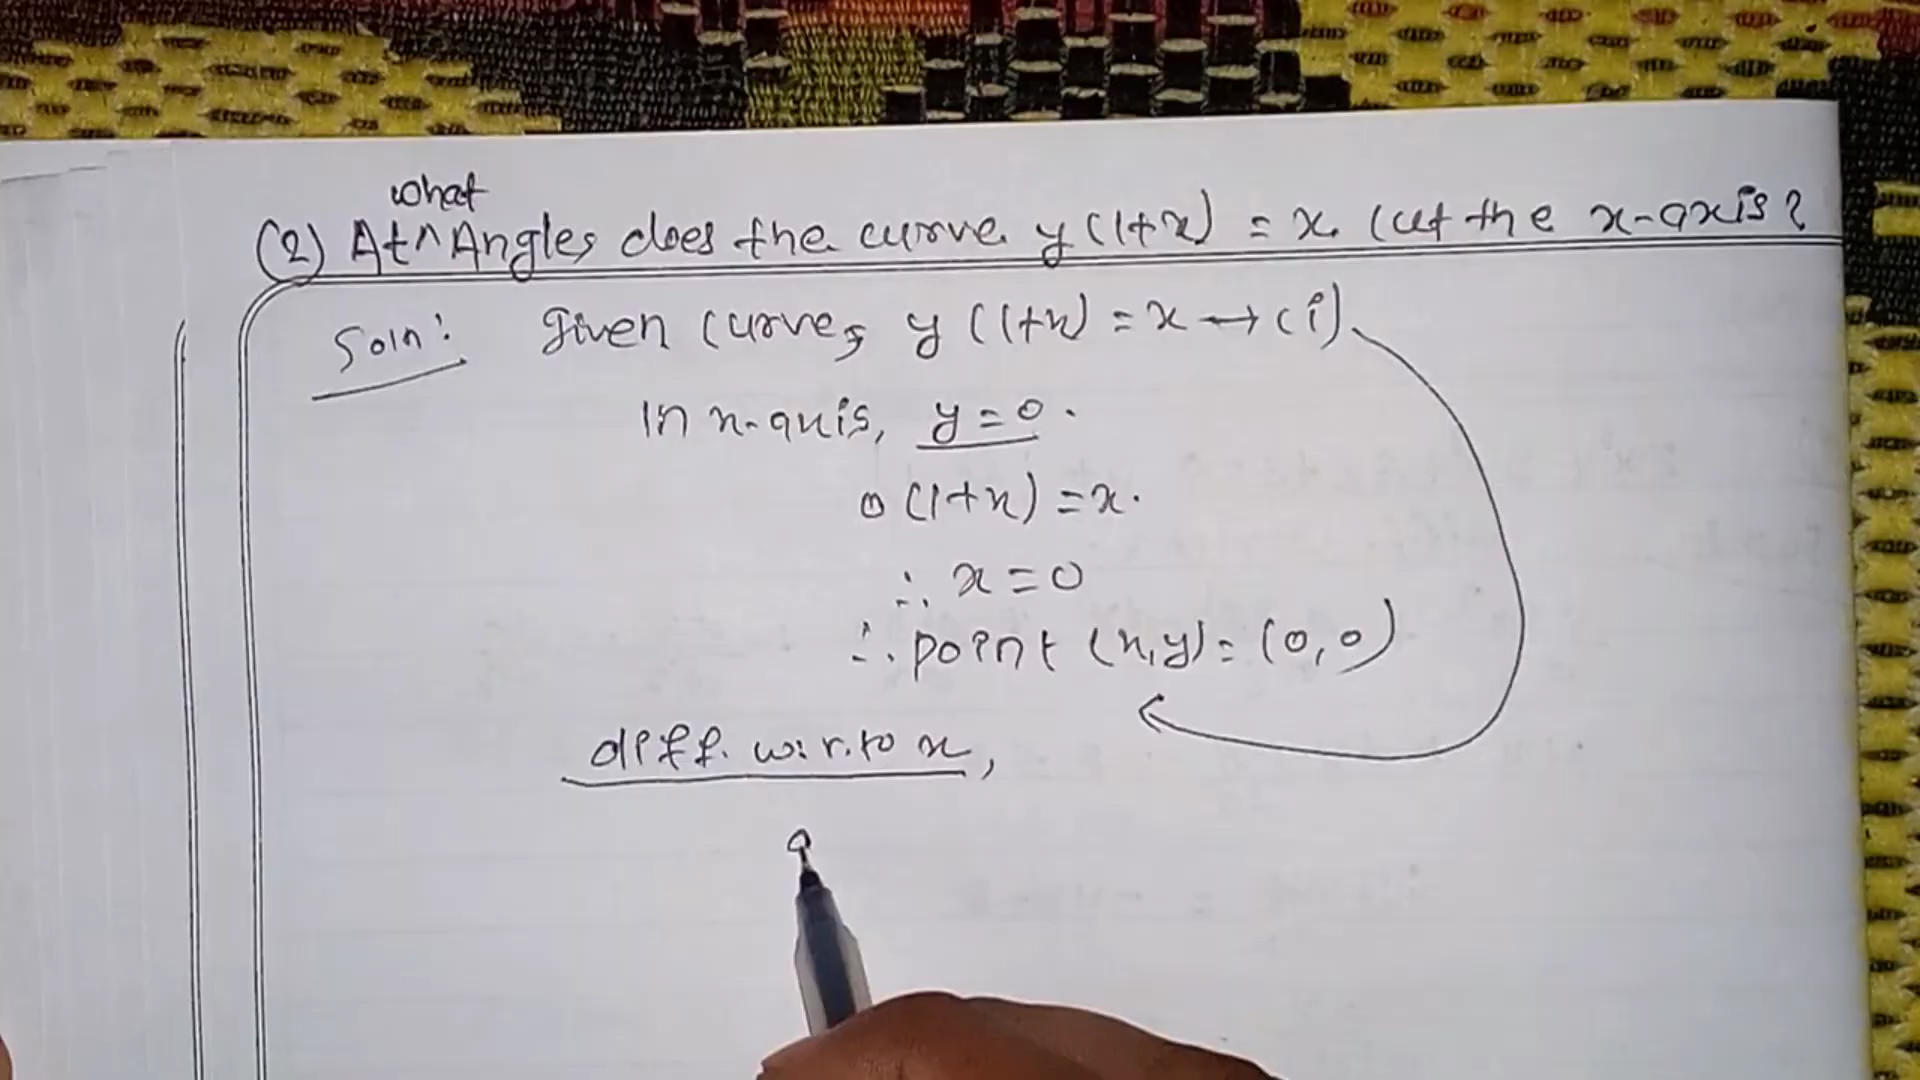 what
(2) At ^ Angles does the curve y (1+x) = x. Cut the x-axis?
Soln: Given curve, y (1+x) = x → (i)
In x-axis, y = 0.
0 (1+x) = x.
∴ x = 0
∴ point (x,y) = (0,0)
diff. w.r.to x,